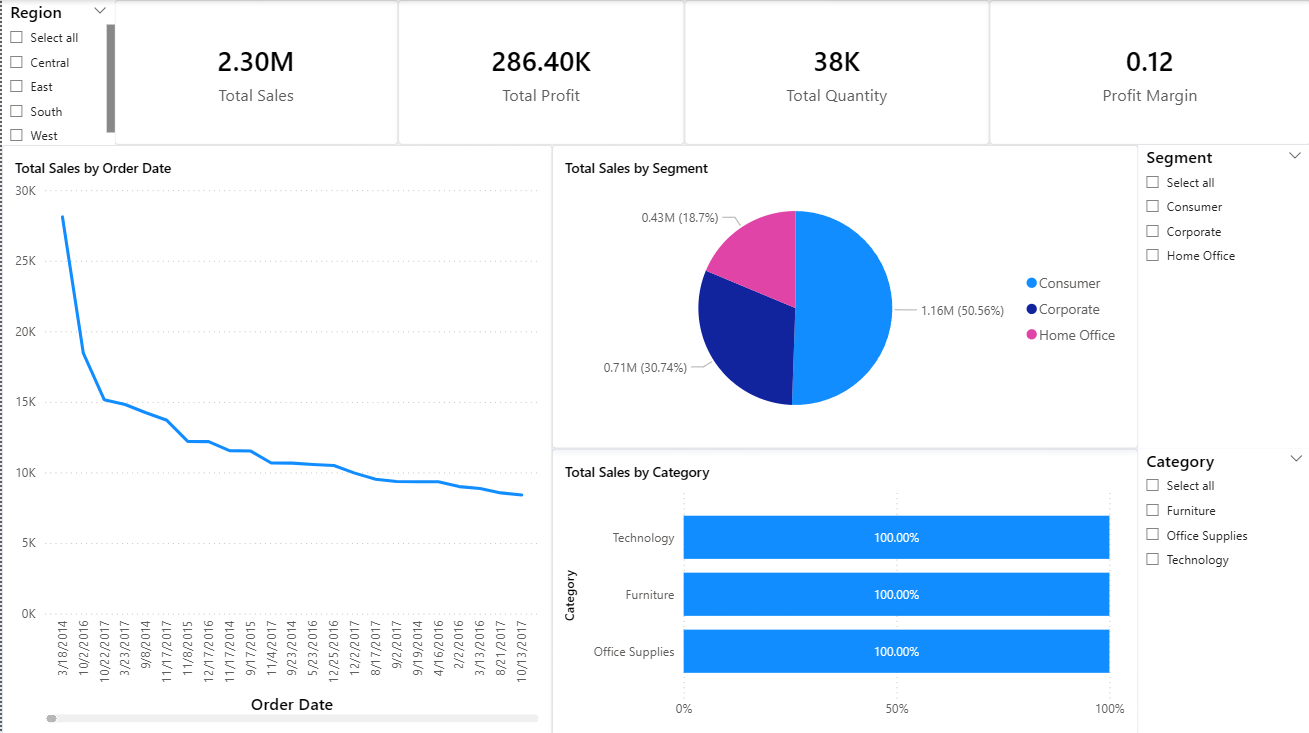 Region
Select all
Central
East
South
West
2.30M
Total Sales
286.40K
Total Profit
38K
Total Quantity
0.12
Profit Margin
Total Sales by Order Date
30K
25K
20K
15K
10K
5K
0K
3/18/2014
10/2/2016
10/22/2017
3/23/2017
9/8/2014
11/17/2017
11/8/2015
12/17/2016
11/17/2014
9/17/2015
11/4/2017
9/23/2014
5/23/2016
12/25/2016
12/2/2017
8/17/2017
9/2/2017
9/19/2014
4/16/2016
2/2/2016
3/13/2016
8/21/2017
10/13/2017
Order Date
Total Sales by Segment
0.43M (18.7%)
1.16M (50.56%)
0.71M (30.74%)
Consumer
Corporate
Home Office
Segment
Select all
Consumer
Corporate
Home Office
Total Sales by Category
Category
Technology
100.00%
Furniture
100.00%
Office Supplies
100.00%
0%
50%
100%
Category
Select all
Furniture
Office Supplies
Technology